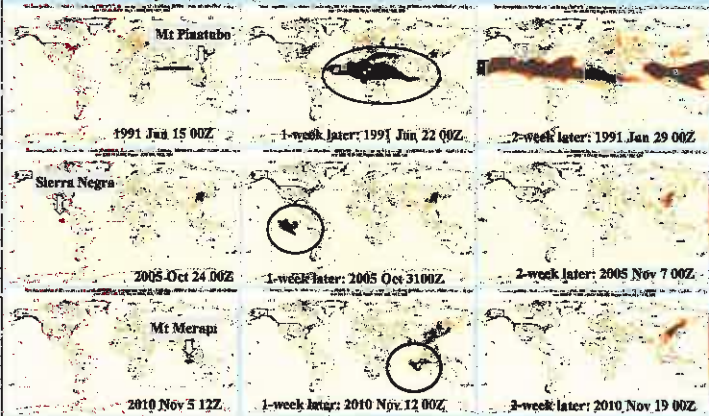 Mt Pinatubo
1991 Jun 15 00Z
1-week later: 1991 Jun 22 00Z
2-week later: 1991 Jun 29 00Z
Sierra Negra
2005 Oct 24 00Z
1-week later: 2005 Oct 3100Z
2-week later: 2005 Nov 7 00Z
Mt Merapi
2010 Nov 5 12Z
1-week later: 2010 Nov 12 00Z
2-week later: 2010 Nov 19 00Z